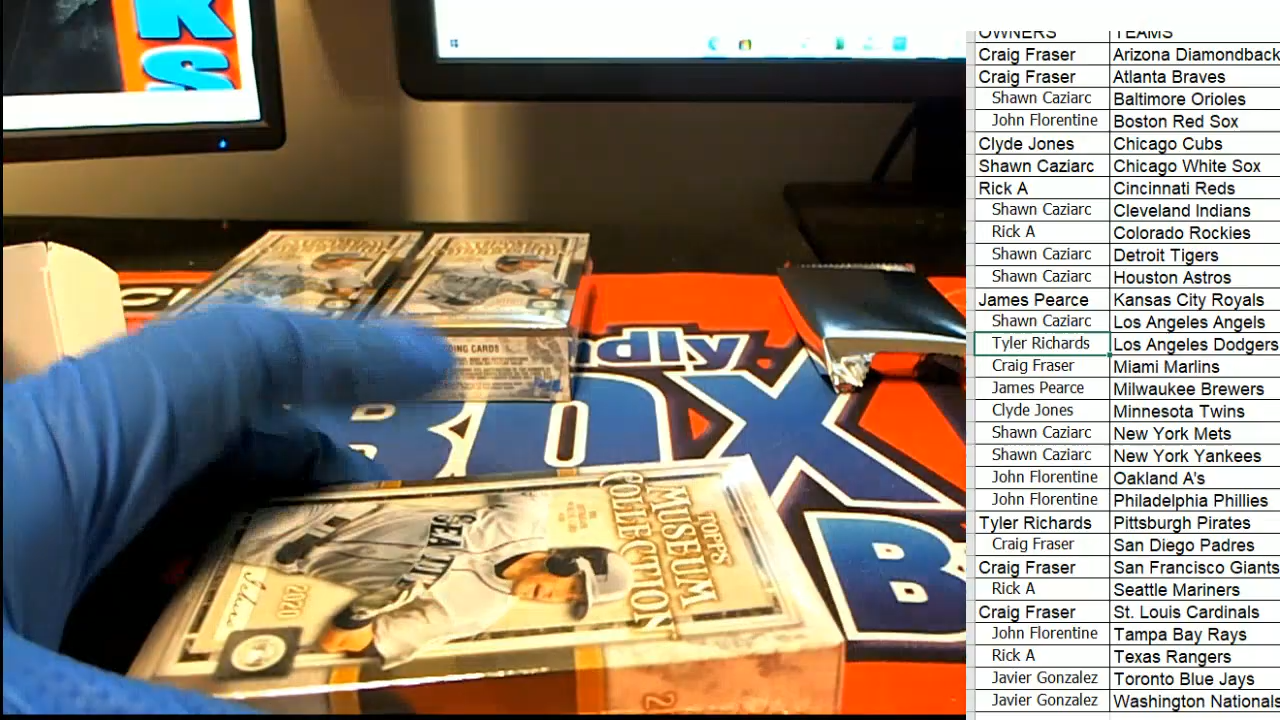 KS
OWNERS TEAMS
Craig Fraser Arizona Diamondback
Craig Fraser Atlanta Braves
Shawn Caziarc Baltimore Orioles
John Florentine Boston Red Sox
Clyde Jones Chicago Cubs
Shawn Caziarc Chicago White Sox
Rick A Cincinnati Reds
Shawn Caziarc Cleveland Indians
Rick A Colorado Rockies
Shawn Caziarc Detroit Tigers
Shawn Caziarc Houston Astros
James Pearce Kansas City Royals
Shawn Caziarc Los Angeles Angels
Tyler Richards Los Angeles Dodgers
Craig Fraser Miami Marlins
James Pearce Milwaukee Brewers
Clyde Jones Minnesota Twins
Shawn Caziarc New York Mets
Shawn Caziarc New York Yankees
John Florentine Oakland A's
John Florentine Philadelphia Phillies
Tyler Richards Pittsburgh Pirates
Craig Fraser San Diego Padres
Craig Fraser San Francisco Giants
Rick A Seattle Mariners
Craig Fraser St. Louis Cardinals
John Florentine Tampa Bay Rays
Rick A Texas Rangers
Javier Gonzalez Toronto Blue Jays
Javier Gonzalez Washington Nationals
DING CARDS
dly
OX
B
TOPPS
MUSEUM
COLLECTION
SEATTLE
Ichiro
2020